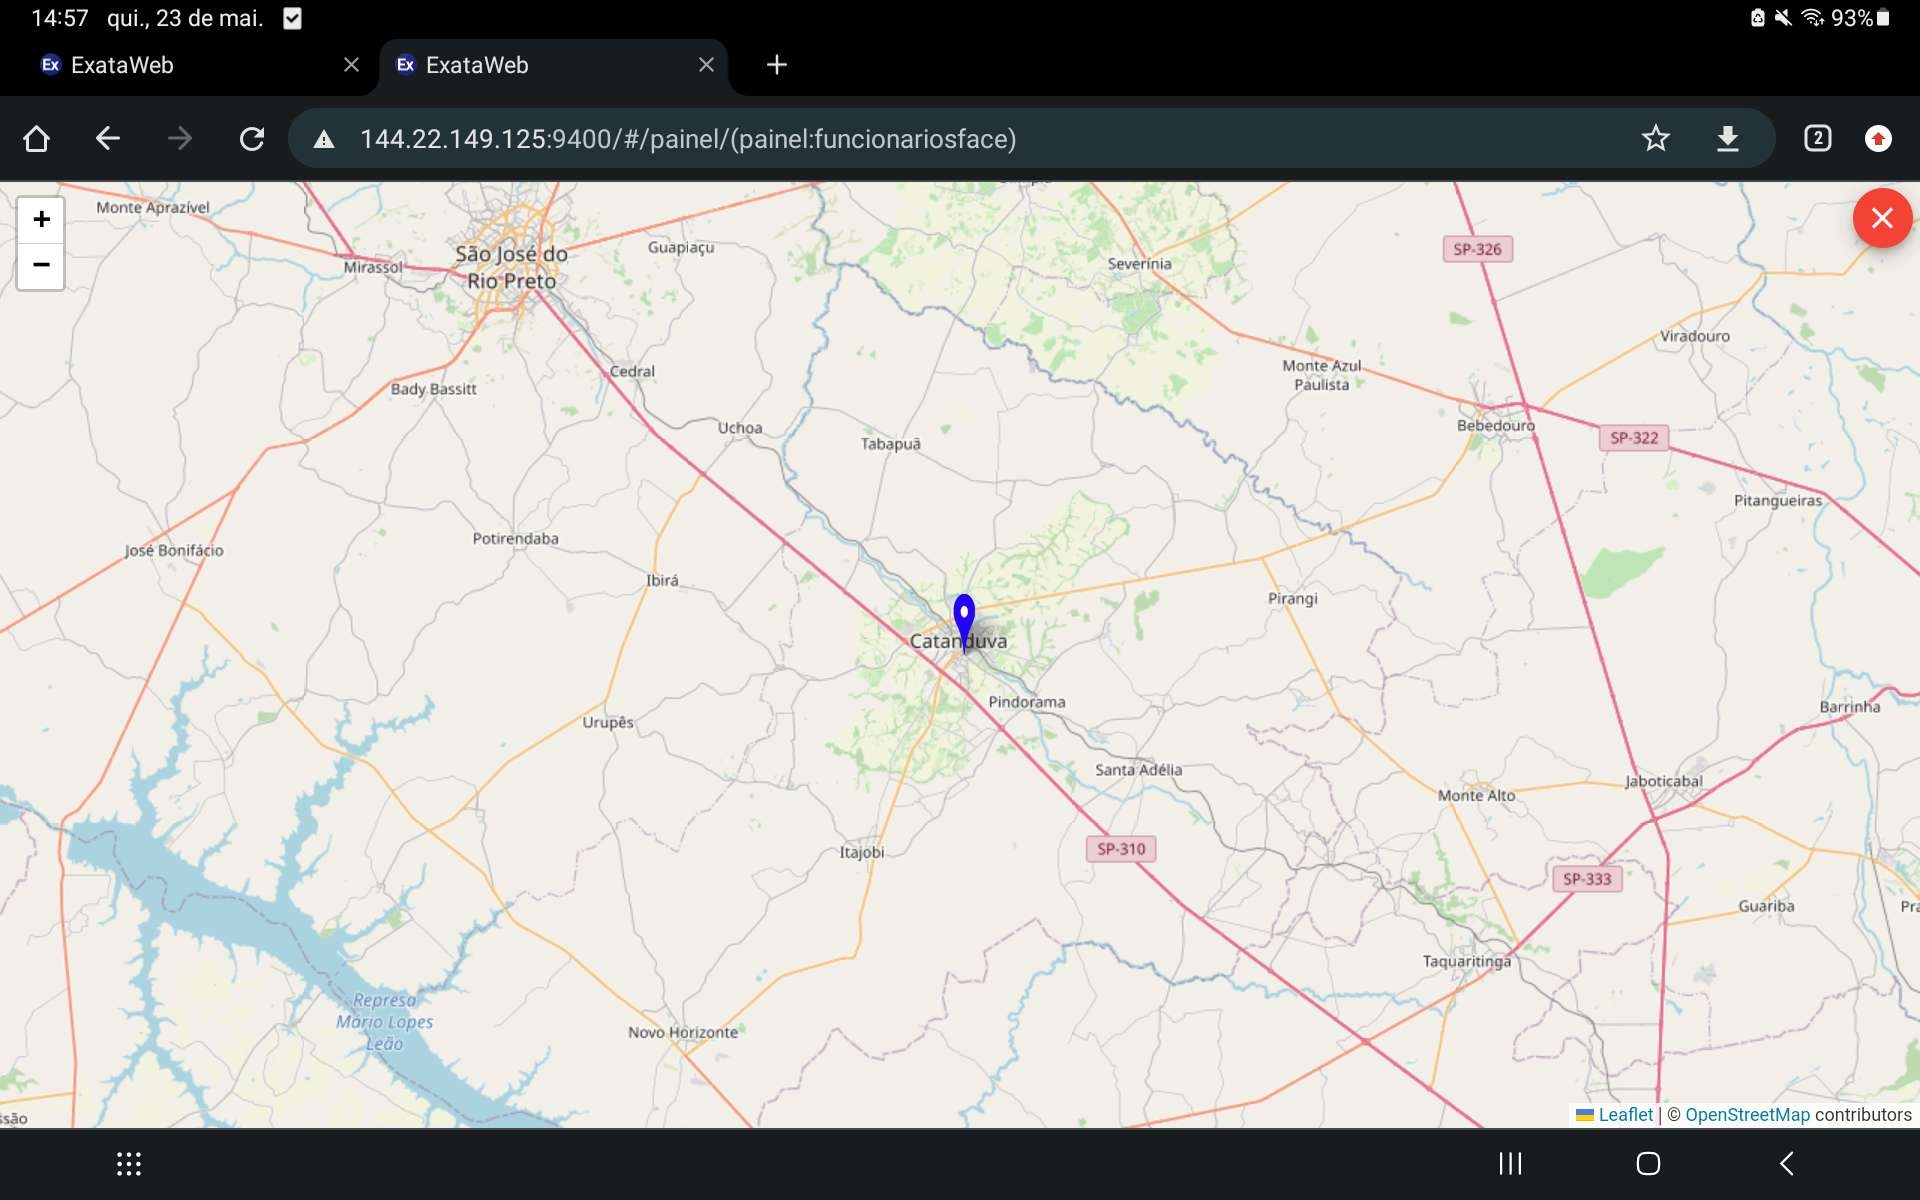 14:57 qui., 23 de mai.
93%
Ex ExataWeb
Ex ExataWeb
144.22.149.125:9400/#/painel/(painel:funcionariosface)
2
+
−
Monte Aprazível
São José do
Rio Preto
Guapiaçu
Mirassol
Severínia
SP-326
Viradouro
Cedral
Monte Azul
Paulista
Bady Bassitt
Uchoa
Tabapuã
Bebedouro
SP-322
Pitangueiras
Potirendaba
José Bonifácio
Ibirá
Pirangi
Catanduva
Pindorama
Barrinha
Urupês
Santa Adélia
Jaboticabal
Monte Alto
Itajobi
SP-310
SP-333
Guariba
Pra
Taquaritinga
Represa
Mário Lopes
Leão
Novo Horizonte
ssão
Leaflet | © OpenStreetMap contributors